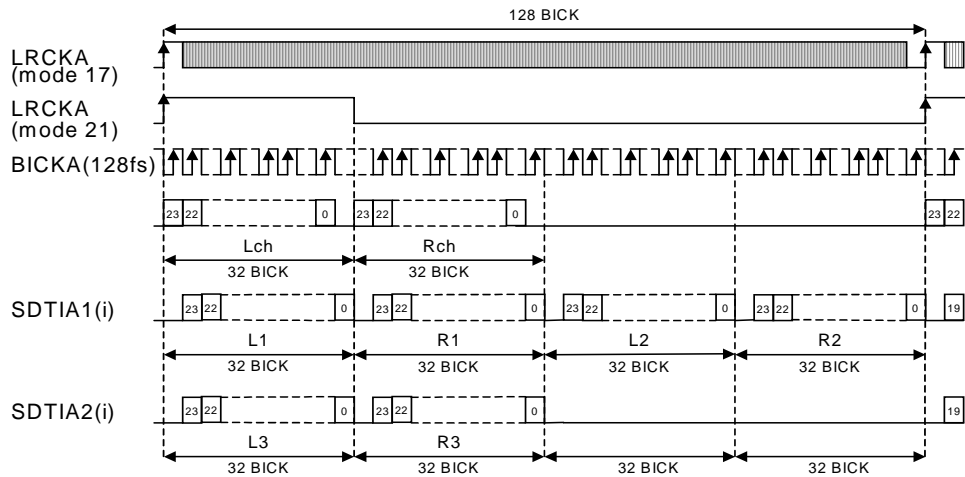 128 BICK
LRCKA
(mode 17)
LRCKA
(mode 21)
BICKA(128fs)
23 22 0 23 22 0 23 22
Lch Rch
32 BICK 32 BICK
SDTIA1(i) 23 22 0 23 22 0 23 22 0 23 22 0 19
L1 R1 L2 R2
32 BICK 32 BICK 32 BICK 32 BICK
SDTIA2(i) 23 22 0 23 22 0 19
L3 R3
32 BICK 32 BICK 32 BICK 32 BICK